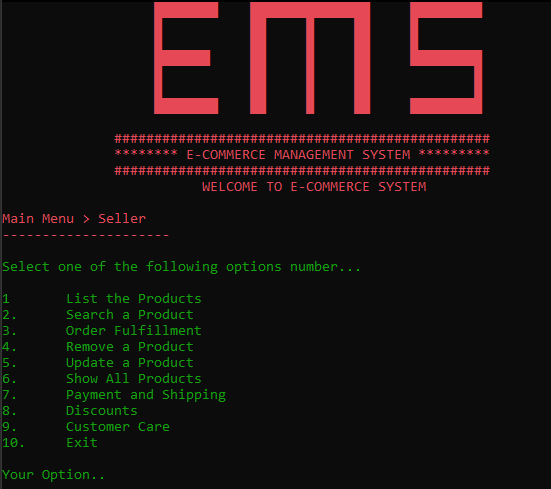 EMS
###############################################
******** E-COMMERCE MANAGEMENT SYSTEM *********
###############################################
WELCOME TO E-COMMERCE SYSTEM
Main Menu > Seller
---------------------
Select one of the following options number...
1 List the Products
2. Search a Product
3. Order Fulfillment
4. Remove a Product
5. Update a Product
6. Show All Products
7. Payment and Shipping
8. Discounts
9. Customer Care
10. Exit
Your Option..